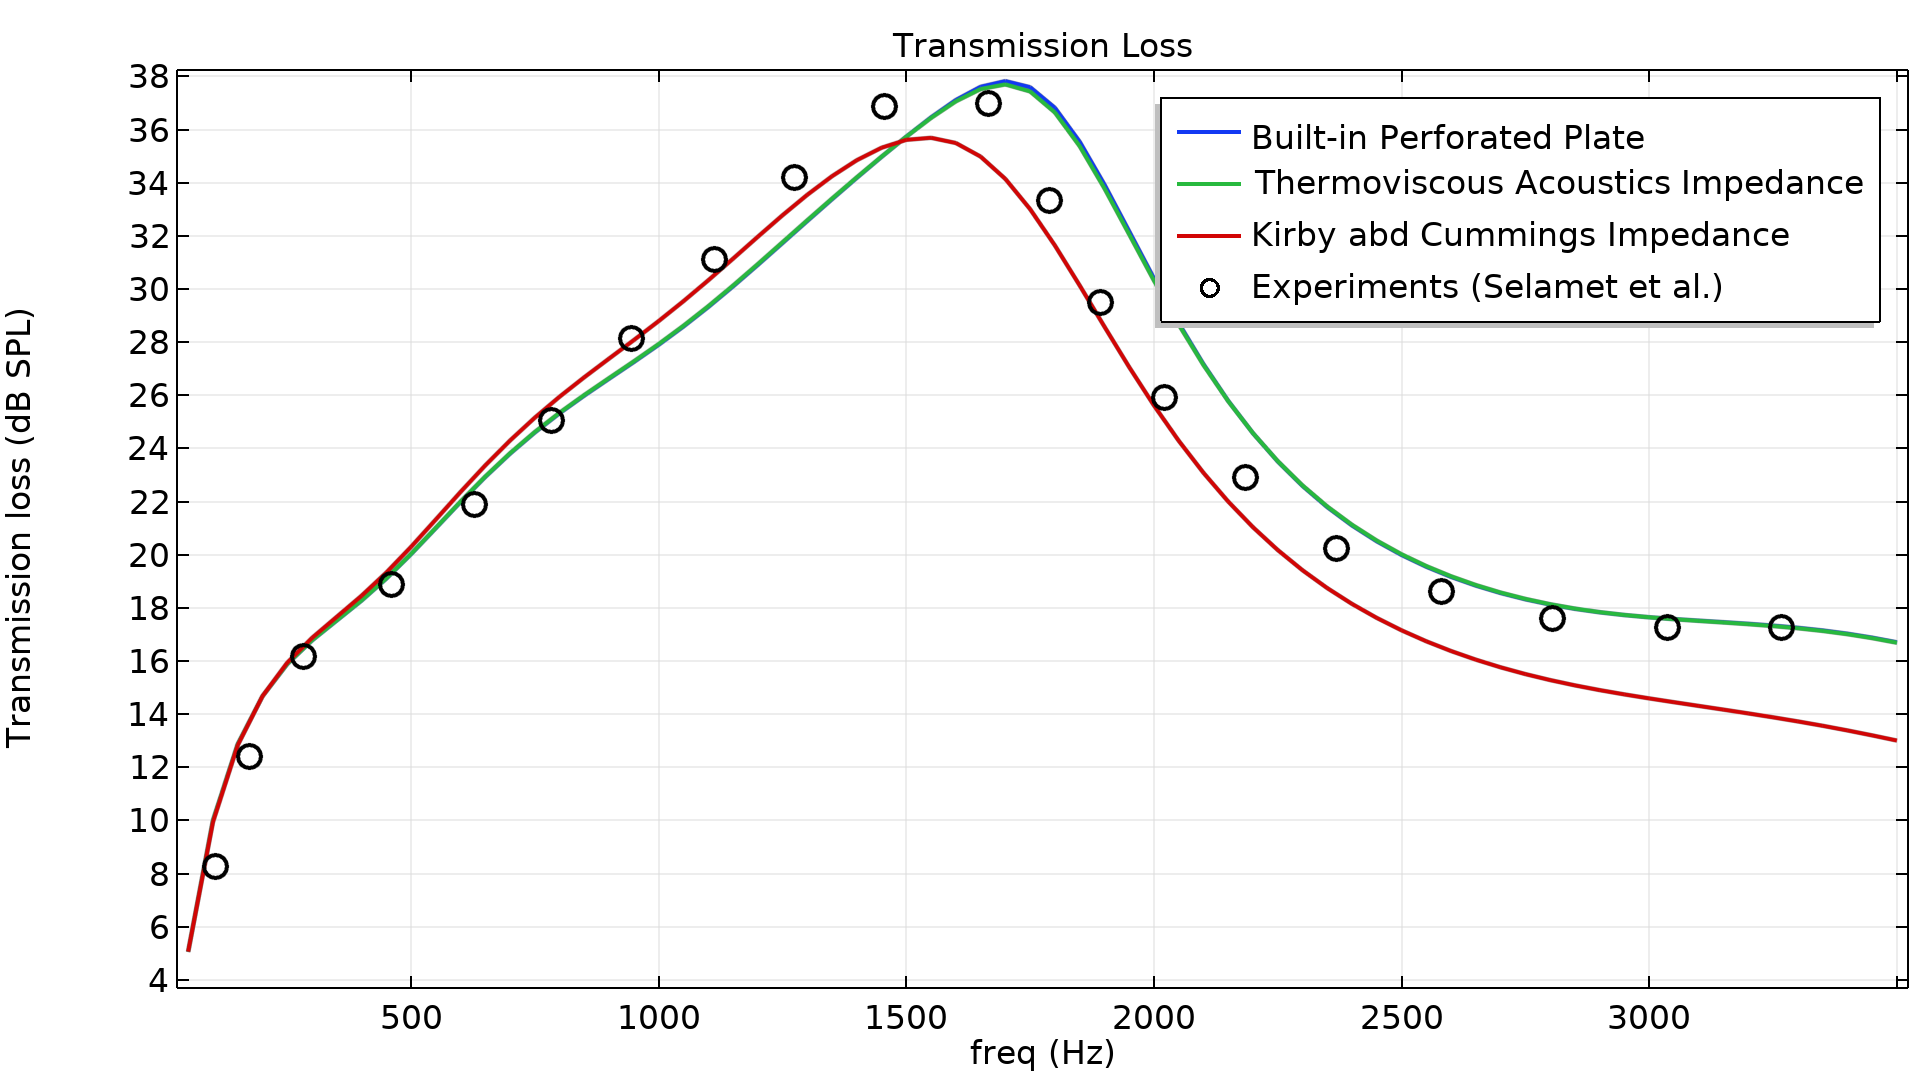 Transmission Loss
Transmission loss (dB SPL)
38
36
34
32
30
28
26
24
22
20
18
16
14
12
10
8
6
4
Built-in Perforated Plate
Thermoviscous Acoustics Impedance
Kirby abd Cummings Impedance
Experiments (Selamet et al.)
500 1000 1500 2000 2500 3000
freq (Hz)